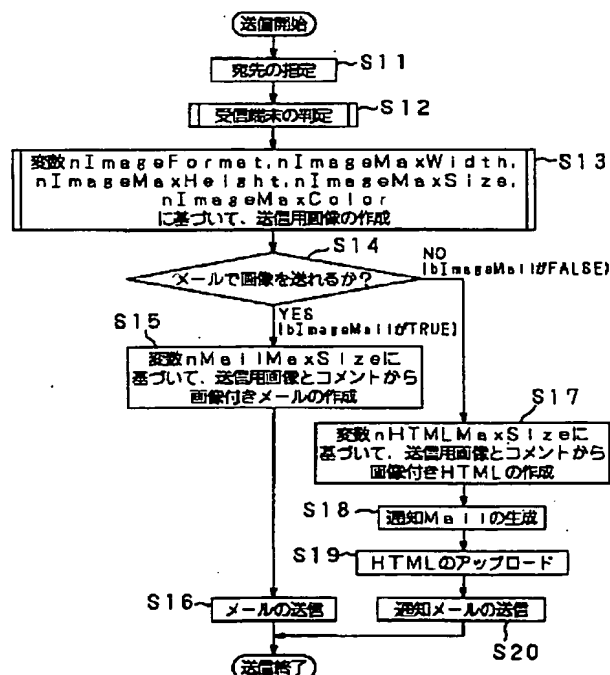 送信開始
宛先の指定
S11
受信端末の判定
S12
変数nImageFormat,nImageMaxWidth,
nImageMaxHeight,nImageMaxSize,
nImageMaxColor
に基づいて、送信用画像の作成
S13
S14
メールで画像を送れるか?
NO
(bImageMailがFALSE)
YES
(bImageMailがTRUE)
S15
変数nMailMaxSizeに
基づいて、送信用画像とコメントから
画像付きメールの作成
S17
変数nHTMLMaxSizeに
基づいて、送信用画像とコメントから
画像付きHTMLの作成
S18
通知Mailの生成
S19
HTMLのアップロード
S16
メールの送信
通知メールの送信
S20
送信終了